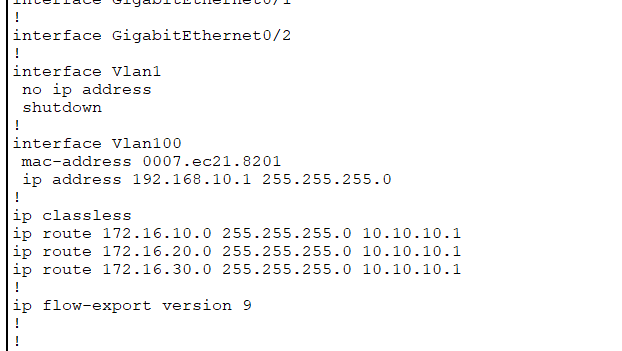 interface GigabitEthernet0/1
!
interface GigabitEthernet0/2
!
interface Vlan1
 no ip address
 shutdown
!
interface Vlan100
 mac-address 0007.ec21.8201
 ip address 192.168.10.1 255.255.255.0
!
ip classless
ip route 172.16.10.0 255.255.255.0 10.10.10.1
ip route 172.16.20.0 255.255.255.0 10.10.10.1
ip route 172.16.30.0 255.255.255.0 10.10.10.1
!
ip flow-export version 9
!
!